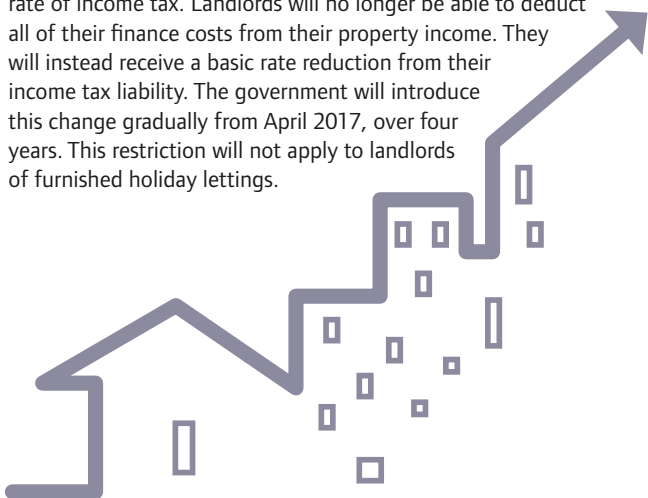 rate of income tax. Landlords will no longer be able to deduct
all of their finance costs from their property income. They
will instead receive a basic rate reduction from their
income tax liability. The government will introduce
this change gradually from April 2017, over four
years. This restriction will not apply to landlords
of furnished holiday lettings.